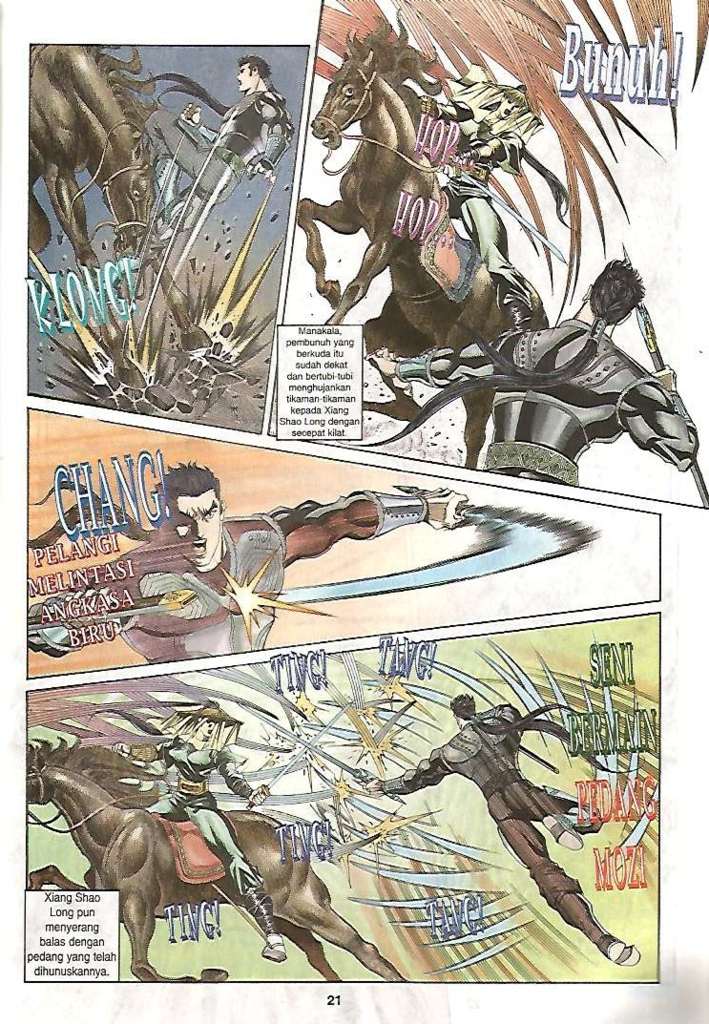 KLONG!
Bunuh!
HOP
HOP...
Manakala,
pembunuh yang
berkuda itu
sudah dekat
dan bertubi-tubi
menghujankan
tikaman-tikaman
kepada Xiang
Shao Long dengan
secepat kilat.
CHANG!
PELANGI
MELINTASI
ANGKASA
BIRU
TING!
TANG!
SENI
BERMAIN
PEDANG
MOZI
TING!
TING!
TANG!
Xiang Shao
Long pun
menyerang
balas dengan
pedang yang telah
dihunuskannya.
21